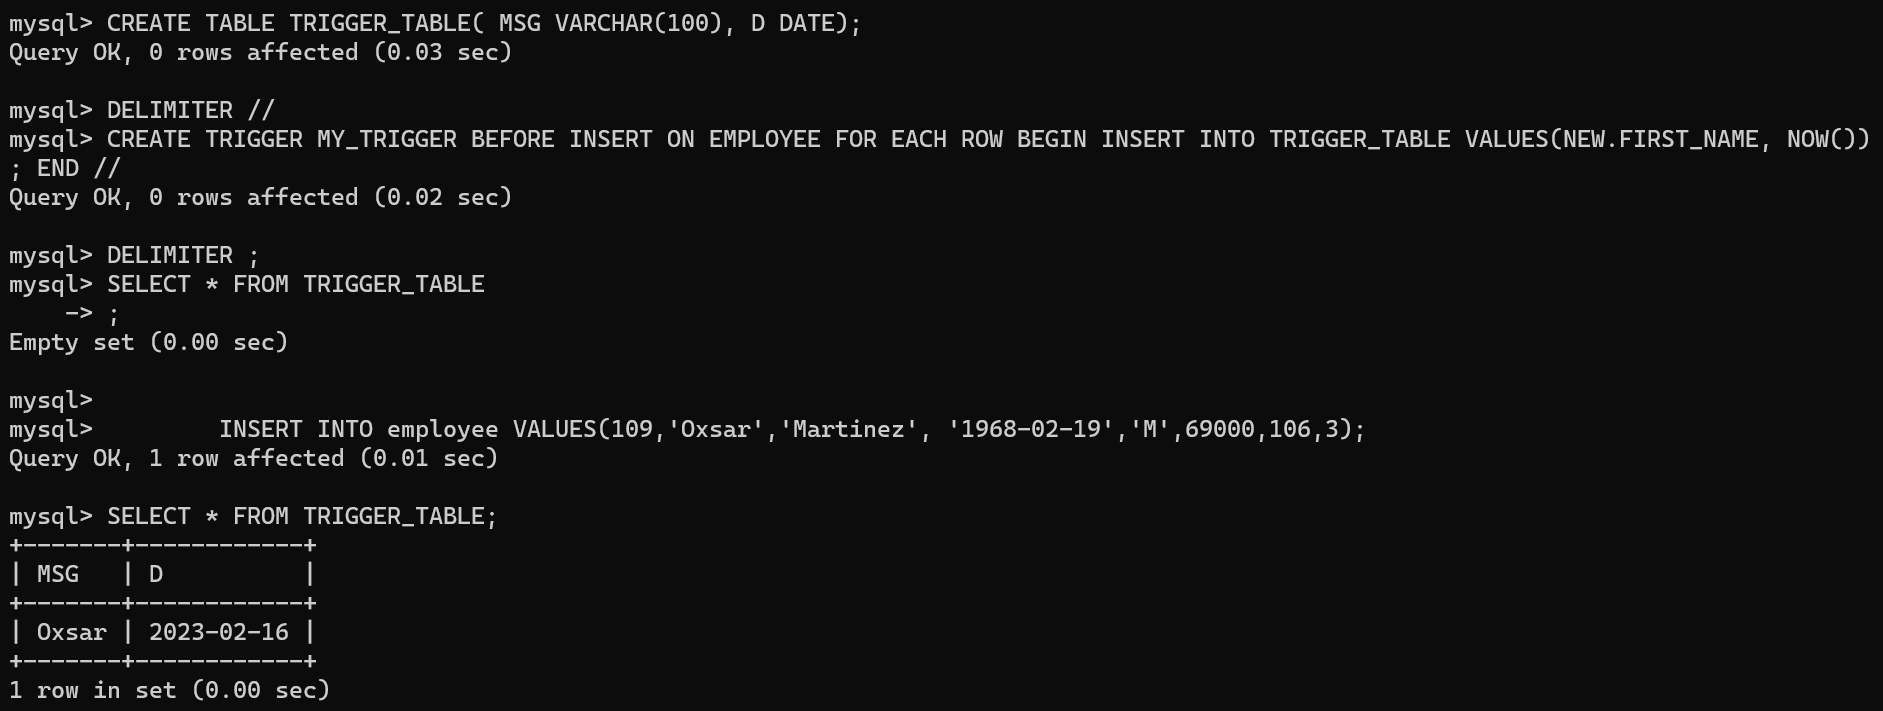 mysql> CREATE TABLE TRIGGER_TABLE( MSG VARCHAR(100), D DATE);
Query OK, 0 rows affected (0.03 sec)
mysql> DELIMITER //
mysql> CREATE TRIGGER MY_TRIGGER BEFORE INSERT ON EMPLOYEE FOR EACH ROW BEGIN INSERT INTO TRIGGER_TABLE VALUES(NEW.FIRST_NAME, NOW())
; END //
Query OK, 0 rows affected (0.02 sec)
mysql> DELIMITER ;
mysql> SELECT * FROM TRIGGER_TABLE
    -> ;
Empty set (0.00 sec)
mysql>
mysql>         INSERT INTO employee VALUES(109,'Oxsar','Martinez', '1968-02-19','M',69000,106,3);
Query OK, 1 row affected (0.01 sec)
mysql> SELECT * FROM TRIGGER_TABLE;
+-------+------------+
| MSG   | D          |
+-------+------------+
| Oxsar | 2023-02-16 |
+-------+------------+
1 row in set (0.00 sec)